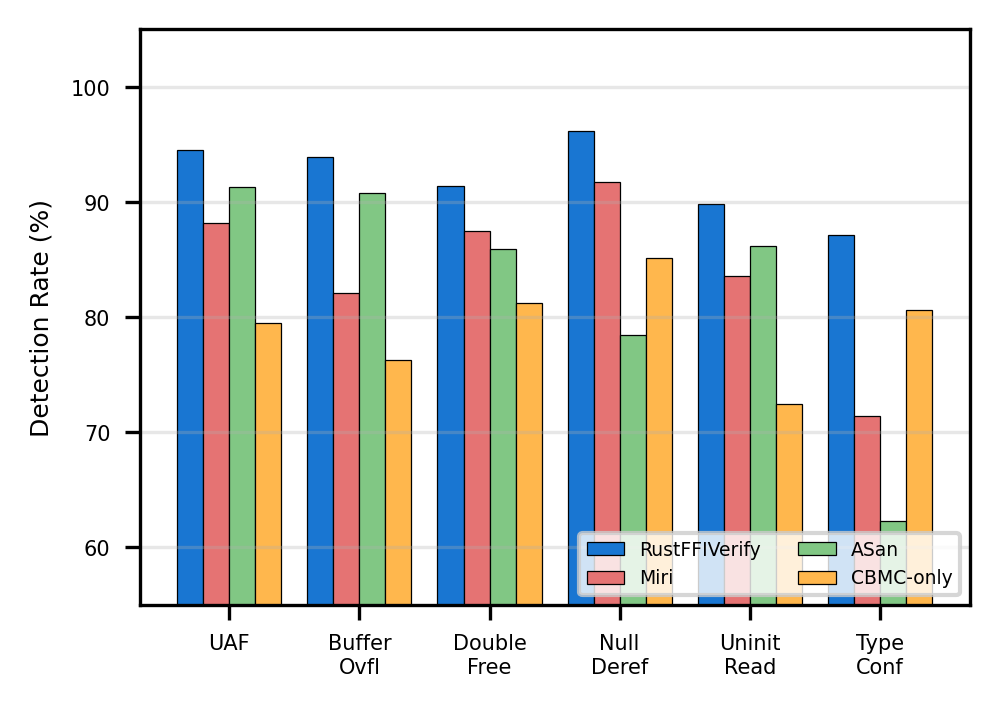 Detection Rate (%)
100
90
80
70
60
RustFFIVerify
Miri
ASan
CBMC-only
UAF
Buffer
Ovfl
Double
Free
Null
Deref
Uninit
Read
Type
Conf